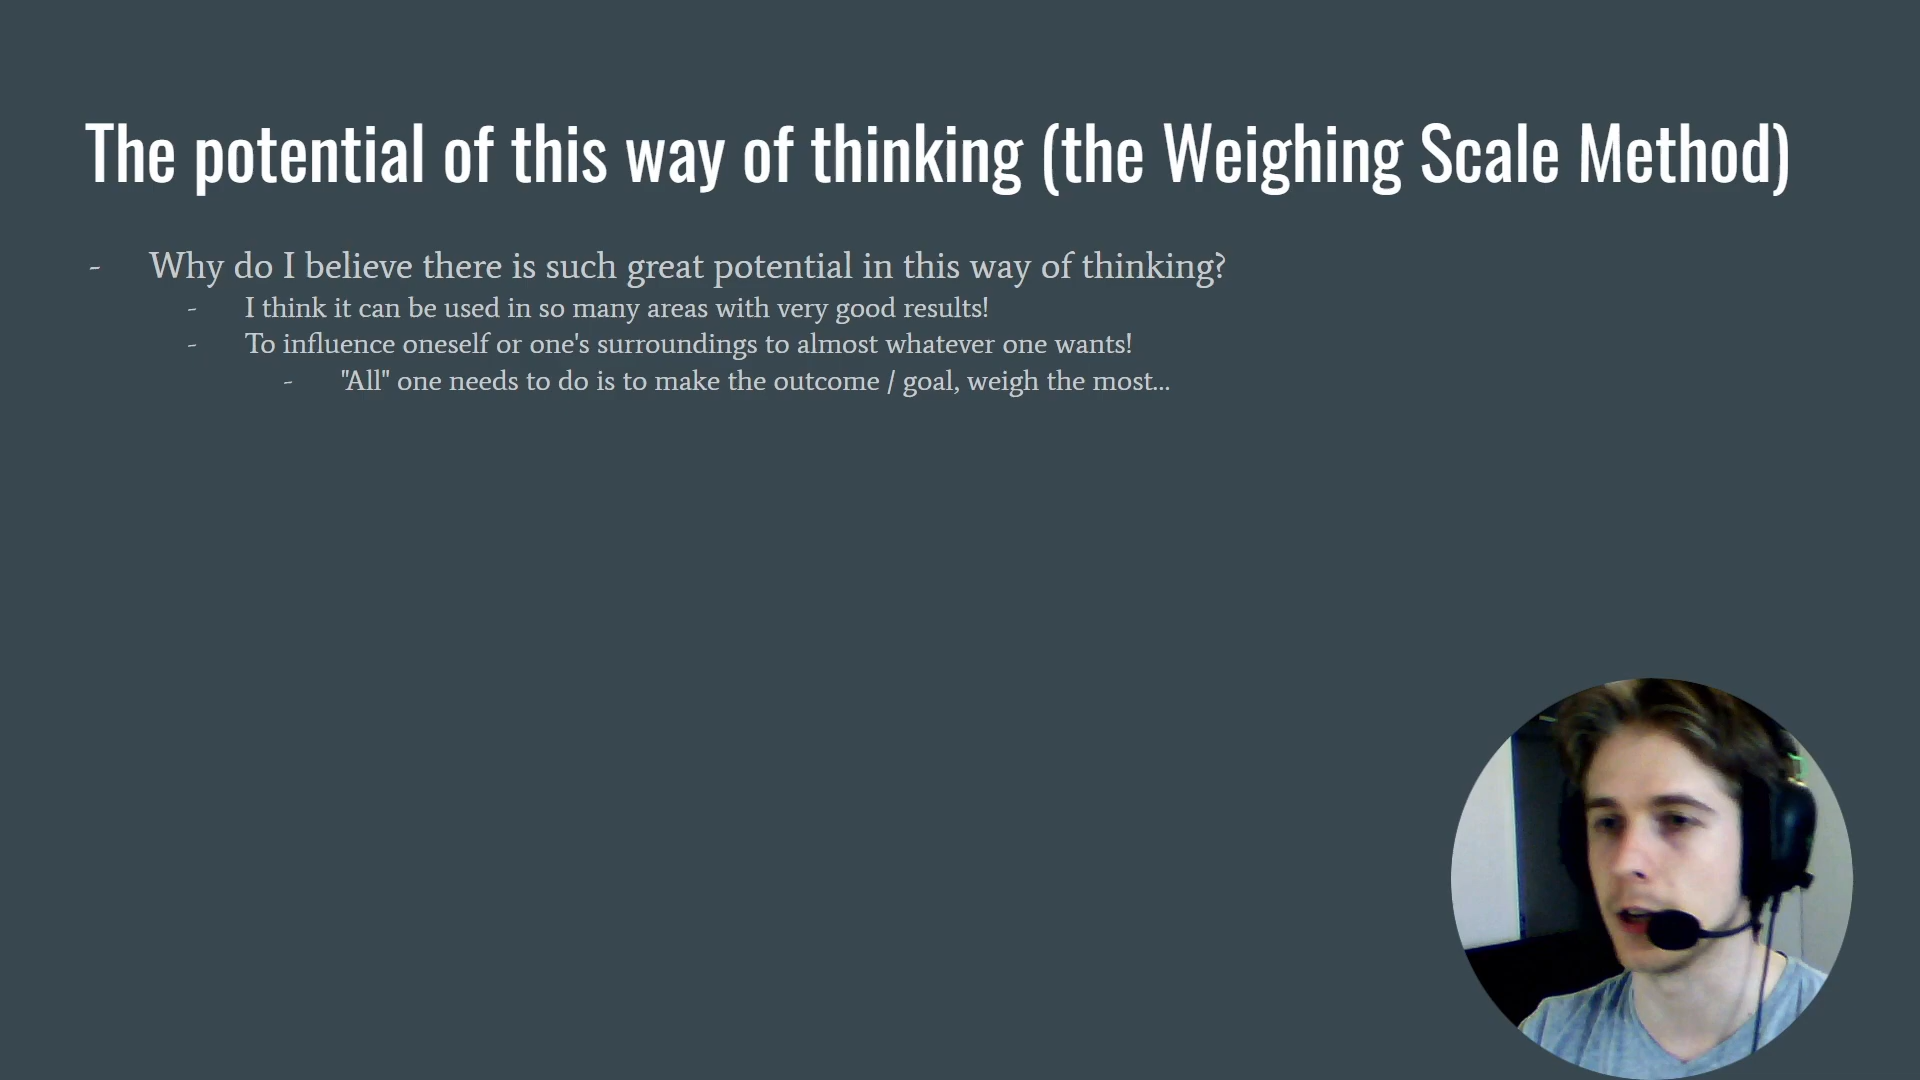 The potential of this way of thinking (the Weighing Scale Method)
- Why do I believe there is such great potential in this way of thinking?
- I think it can be used in so many areas with very good results!
- To influence oneself or one's surroundings to almost whatever one wants!
- "All" one needs to do is to make the outcome / goal, weigh the most...